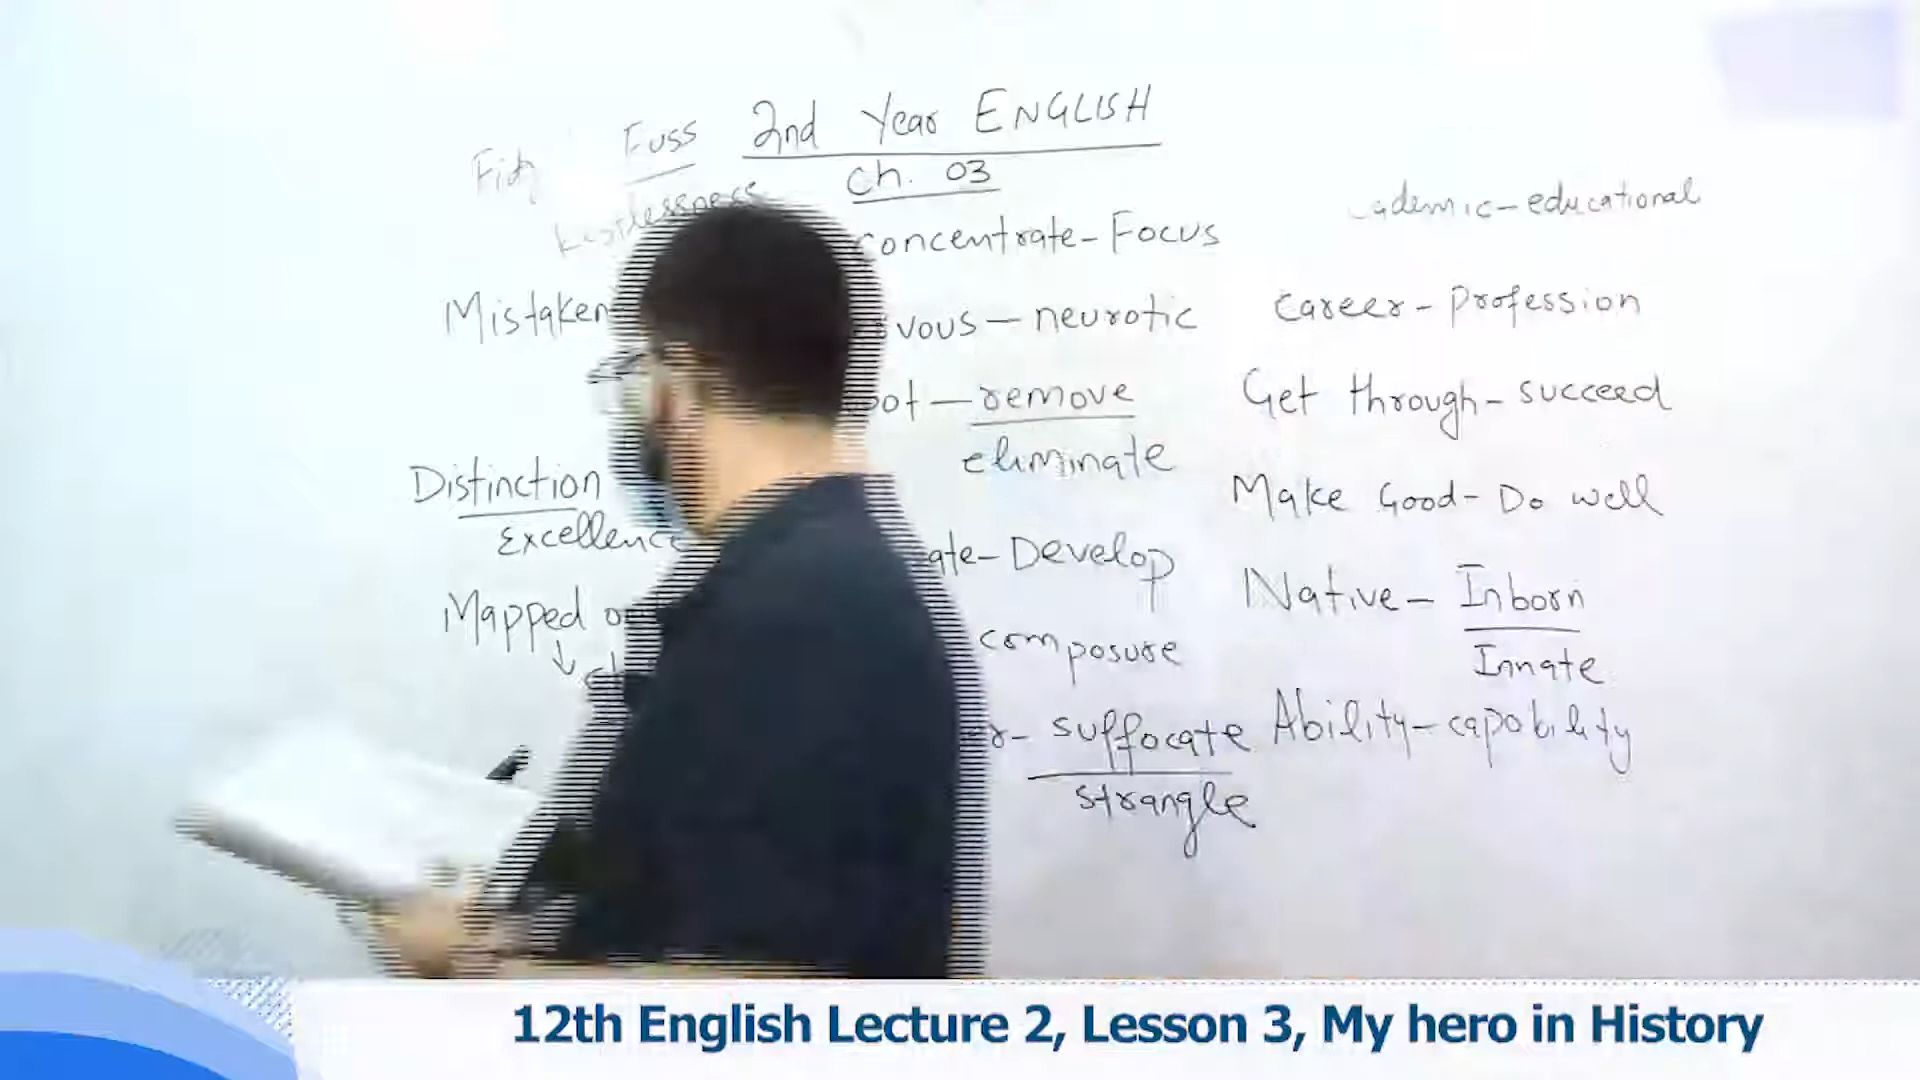 Fuss 2nd Year ENGLISH
Ch. 03
Restlessness
concentrate-Focus
ademic-educational
Mistaken
vous-neurotic
Career-Profession
oot-remove
eliminate
Get through-succeed
Distinction
Excellence
Make Good-Do well
ate-Develop
Mapped o
composure
Native-Inborn
Innate
r-suffocate
strangle
Ability-capability
12th English Lecture 2, Lesson 3, My hero in History